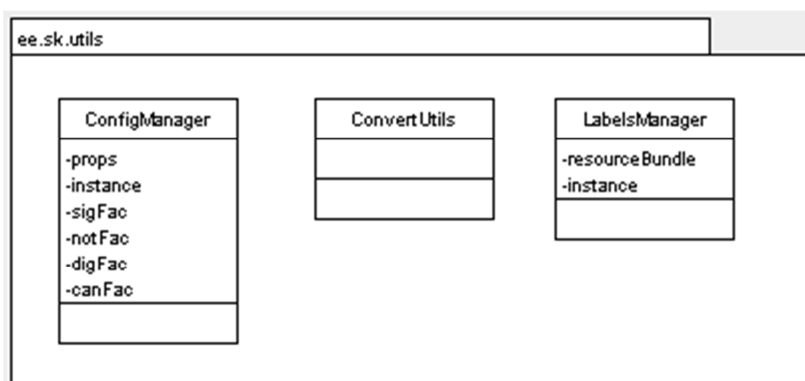 ee.sk.utils
ConfigManager
-props
-instance
-sigFac
-notFac
-digFac
-canFac
ConvertUtils
LabelsManager
-resourceBundle
-instance